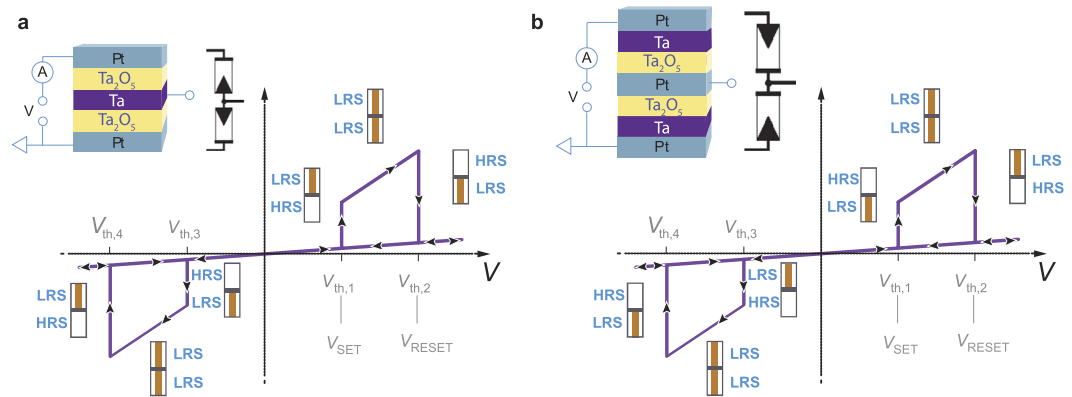 a
Pt
Ta2O5
Ta
Ta2O5
Pt
A
V
LRS
LRS
LRS
HRS
HRS
LRS
Vth,4
Vth,3
V
HRS
LRS
Vth,1
Vth,2
LRS
HRS
VSET
VRESET
LRS
LRS
b
Pt
Ta
Ta2O5
Pt
Ta2O5
Ta
Pt
A
V
LRS
LRS
HRS
LRS
LRS
HRS
Vth,4
Vth,3
V
LRS
HRS
Vth,1
Vth,2
HRS
LRS
VSET
VRESET
LRS
LRS